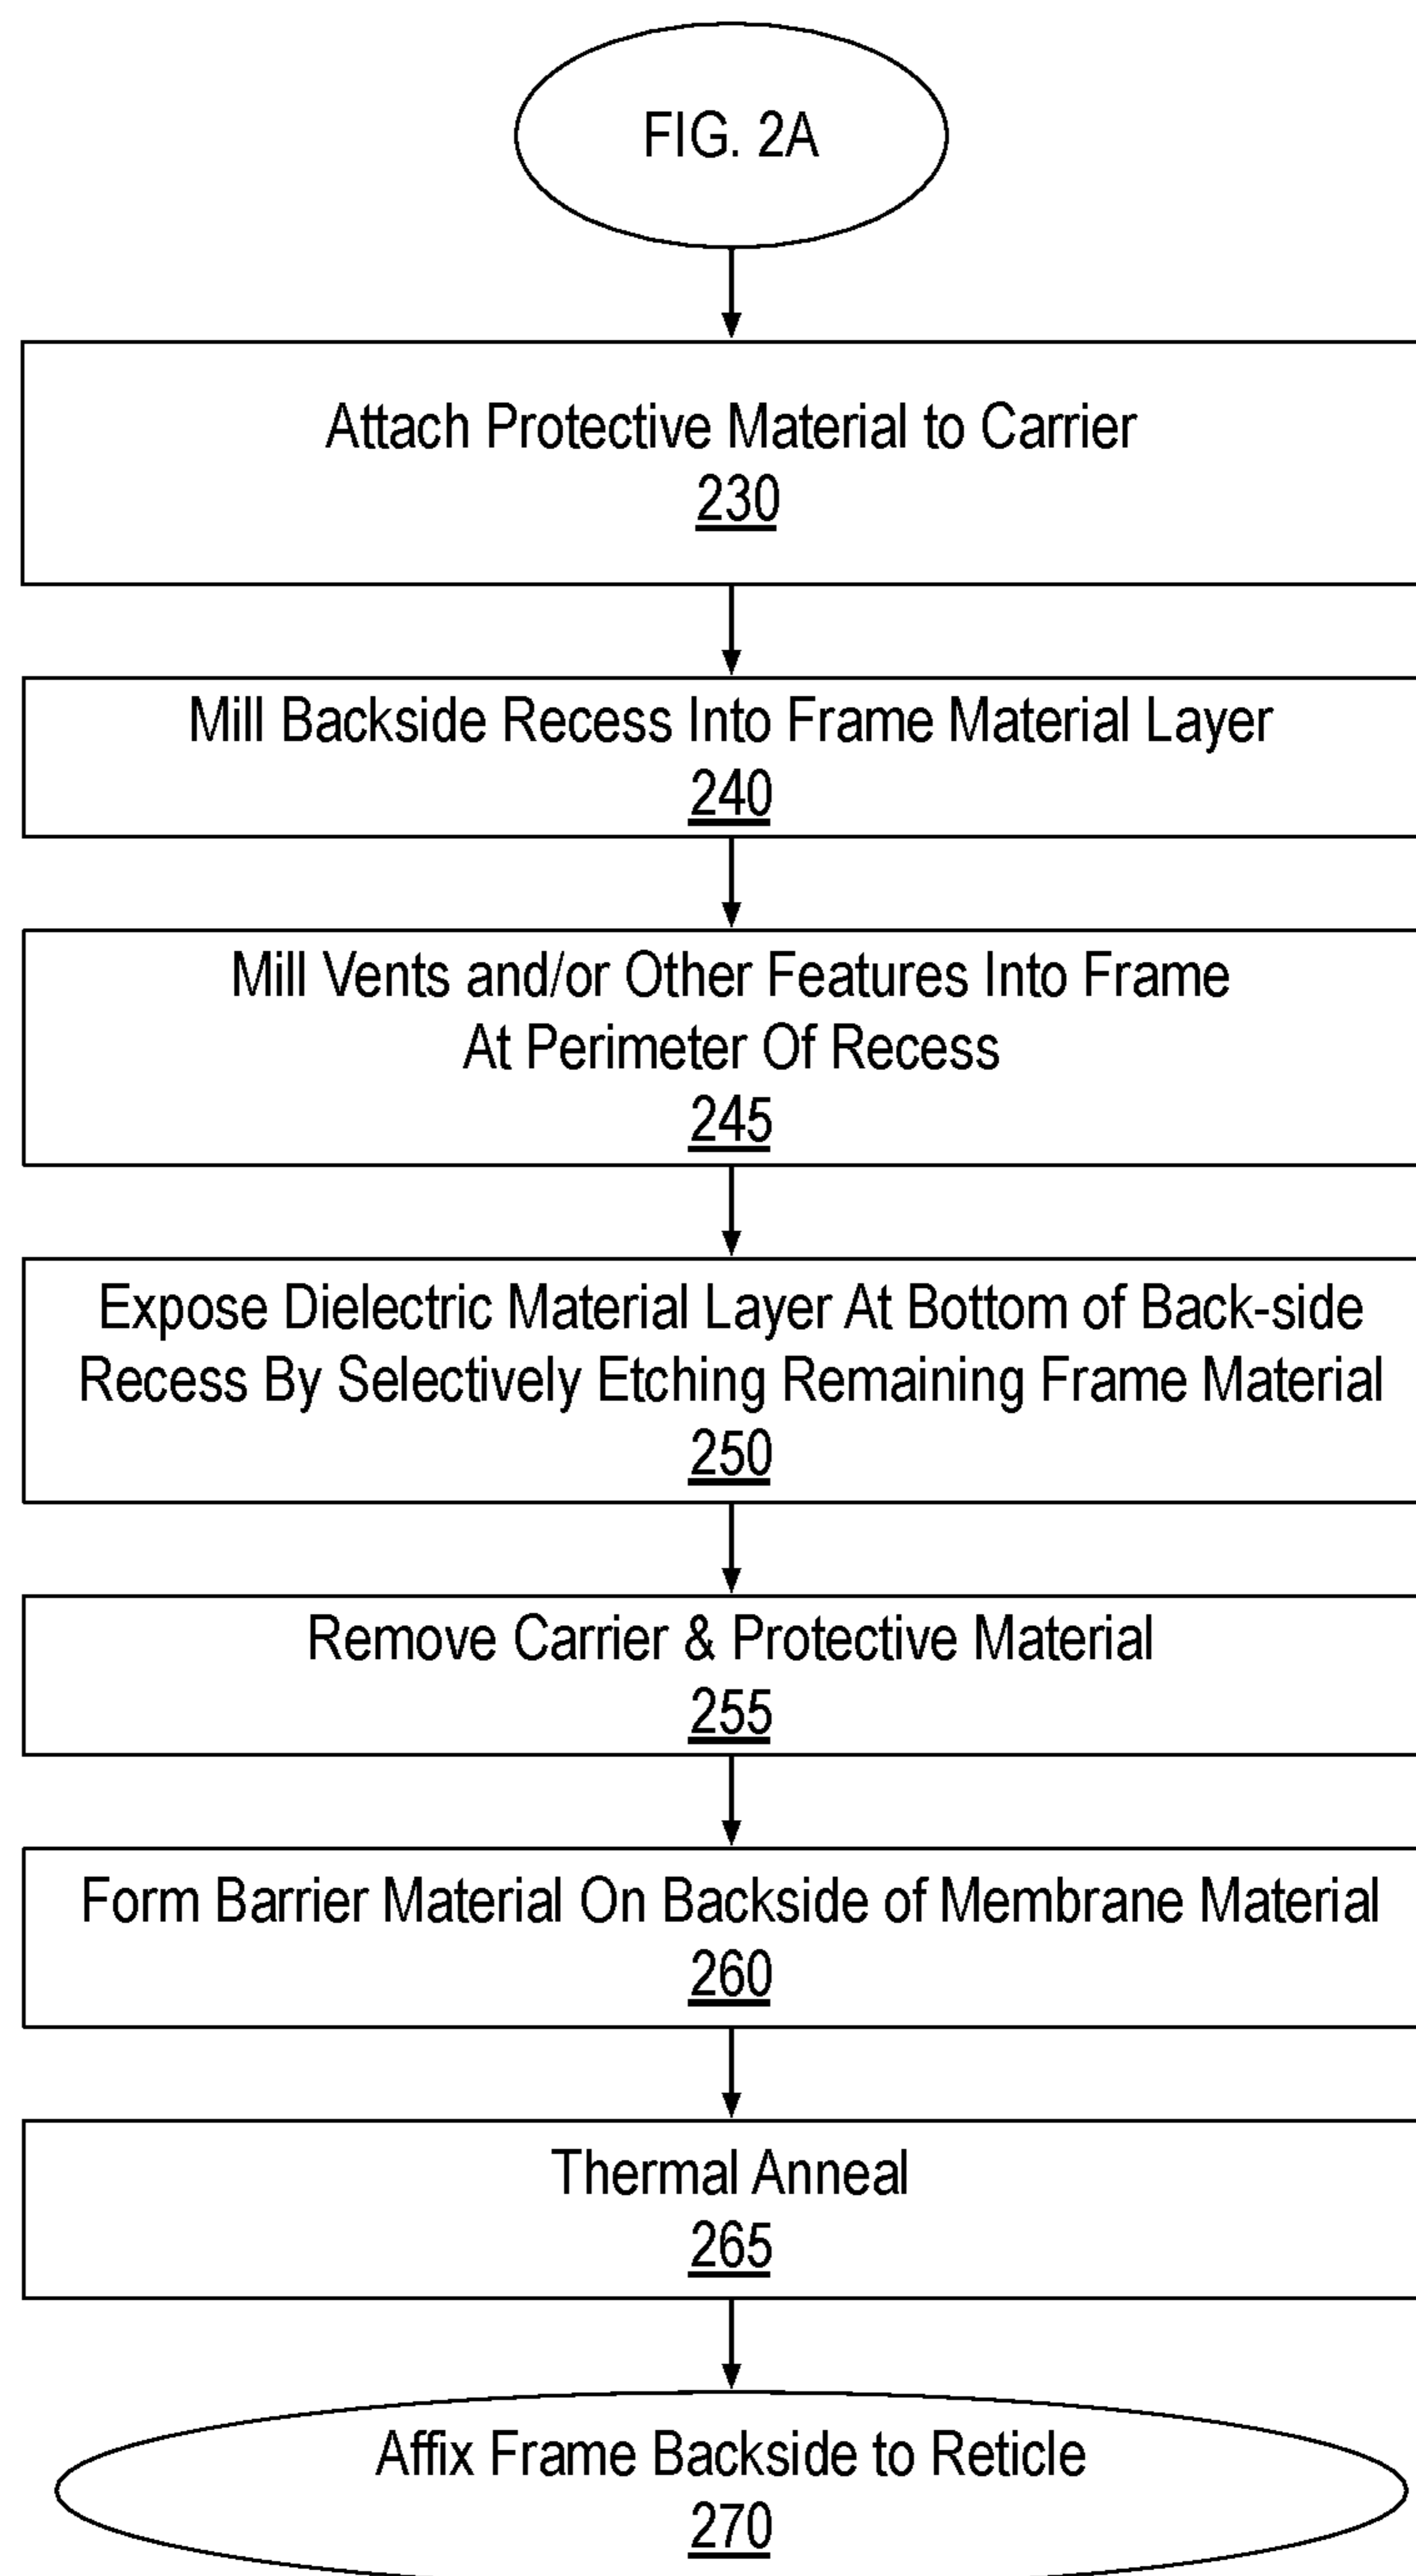 FIG. 2A
Attach Protective Material to Carrier
230
Mill Backside Recess Into Frame Material Layer
240
Mill Vents and/or Other Features Into Frame
At Perimeter Of Recess
245
Expose Dielectric Material Layer At Bottom of Back-side
Recess By Selectively Etching Remaining Frame Material
250
Remove Carrier & Protective Material
255
Form Barrier Material On Backside of Membrane Material
260
Thermal Anneal
265
Affix Frame Backside to Reticle
270